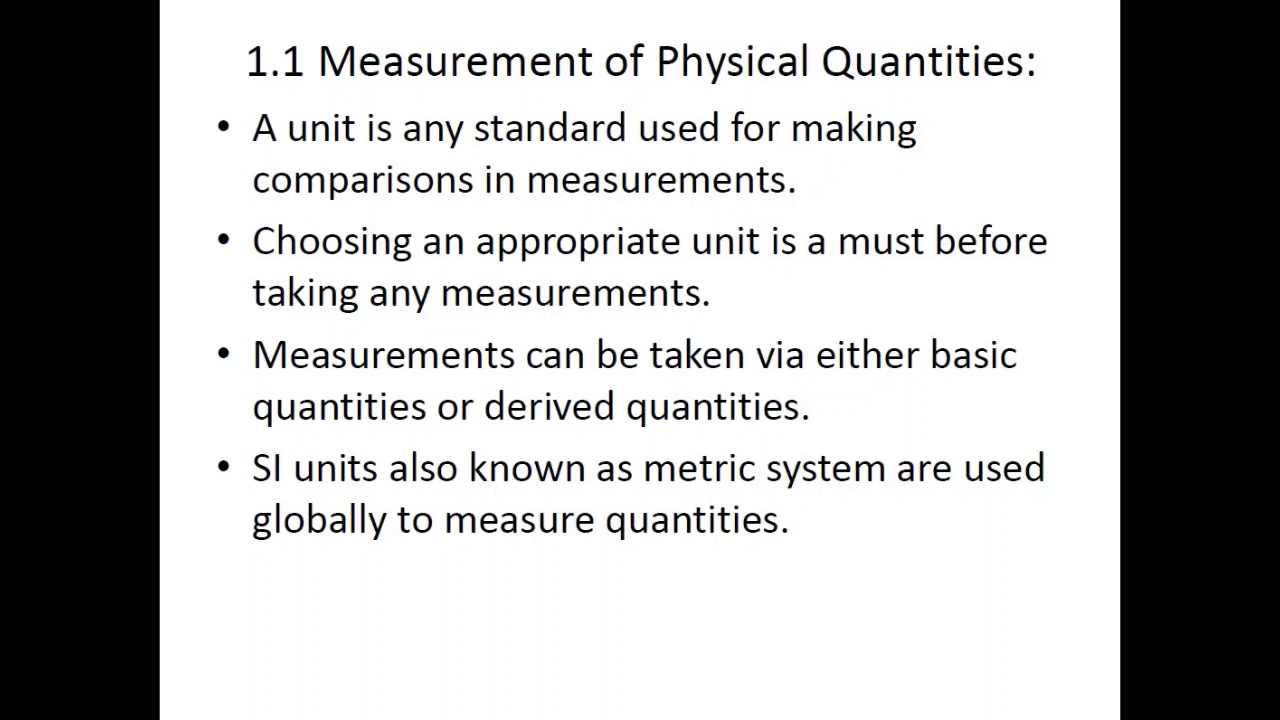 1.1 Measurement of Physical Quantities:
• A unit is any standard used for making
comparisons in measurements.
• Choosing an appropriate unit is a must before
taking any measurements.
• Measurements can be taken via either basic
quantities or derived quantities.
• SI units also known as metric system are used
globally to measure quantities.